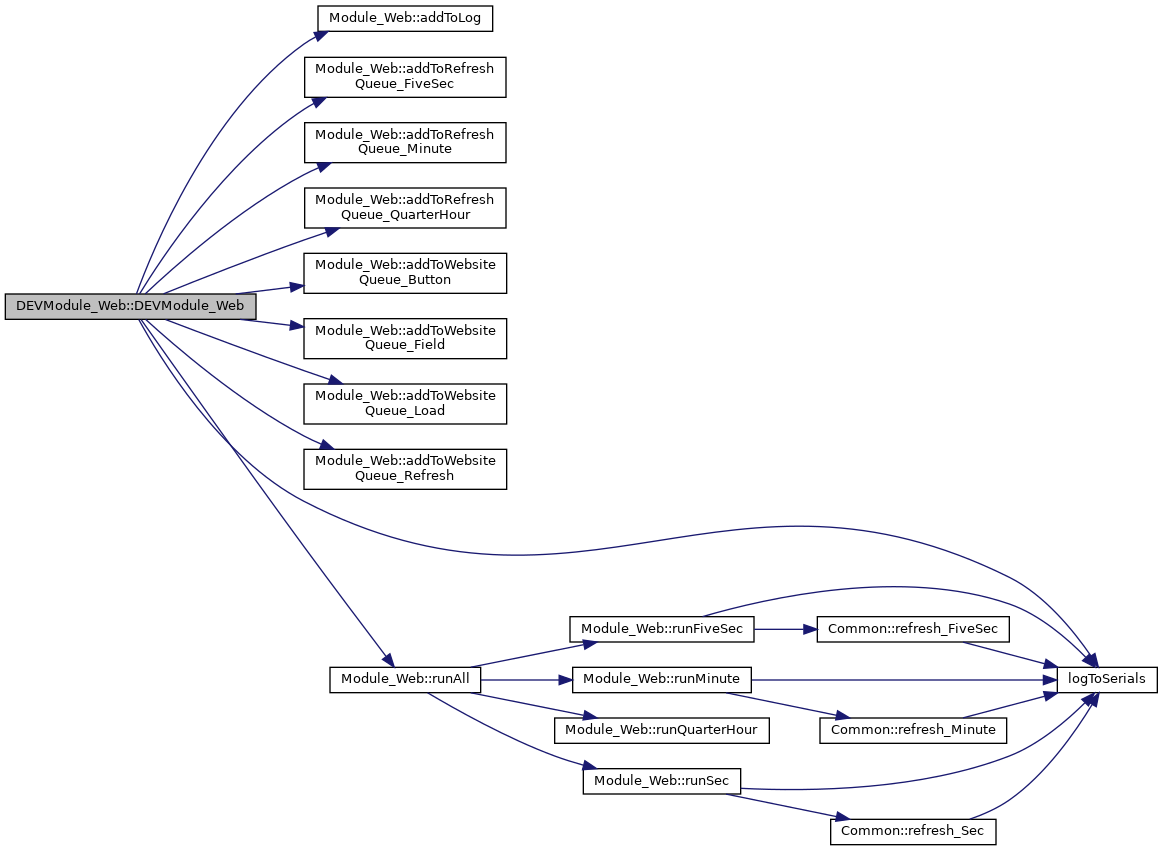 Module_Web::addToLog
Module_Web::addToRefresh
Queue_FiveSec
Module_Web::addToRefresh
Queue_Minute
Module_Web::addToRefresh
Queue_QuarterHour
Module_Web::addToWebsite
Queue_Button
DEVModule_Web::DEVModule_Web
Module_Web::addToWebsite
Queue_Field
Module_Web::addToWebsite
Queue_Load
Module_Web::addToWebsite
Queue_Refresh
Module_Web::runFiveSec
Common::refresh_FiveSec
Module_Web::runAll
Module_Web::runMinute
logToSerials
Module_Web::runQuarterHour
Common::refresh_Minute
Module_Web::runSec
Common::refresh_Sec